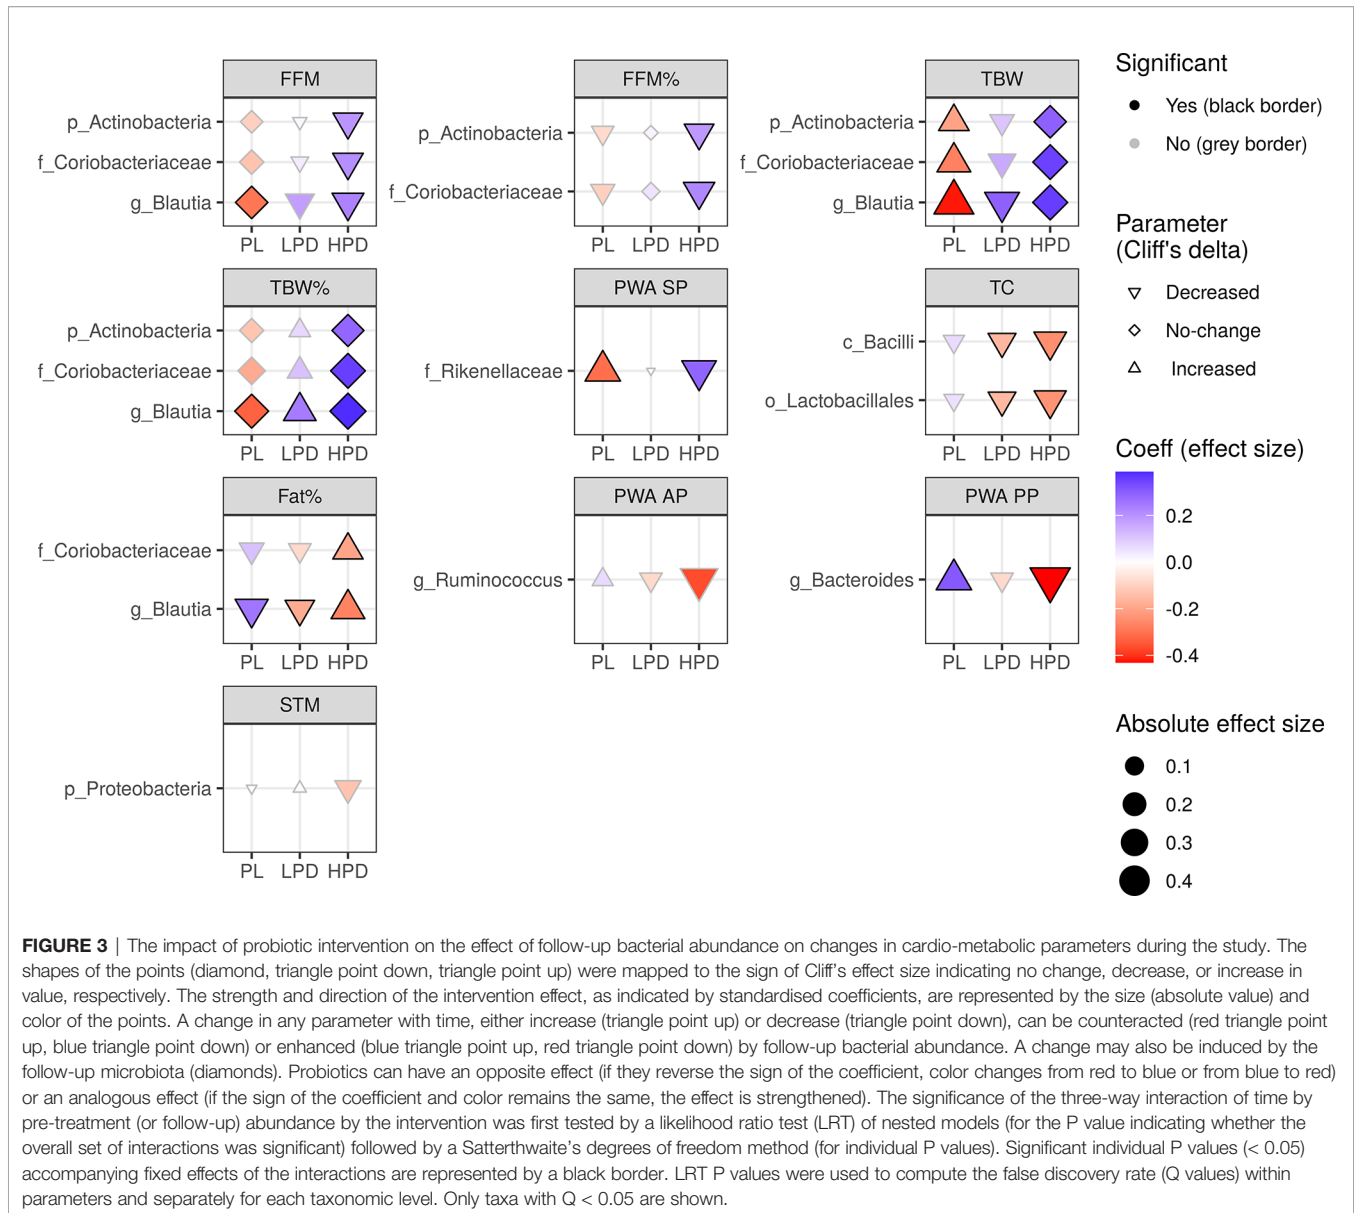 FFM
p_Actinobacteria
f_Coriobacteriaceae
g_Blautia
PL LPD HPD
FFM%
p_Actinobacteria
f_Coriobacteriaceae
PL LPD HPD
TBW
p_Actinobacteria
f_Coriobacteriaceae
g_Blautia
PL LPD HPD
TBW%
p_Actinobacteria
f_Coriobacteriaceae
g_Blautia
PL LPD HPD
PWA SP
f_Rikenellaceae
PL LPD HPD
TC
c_Bacilli
o_Lactobacillales
PL LPD HPD
Fat%
f_Coriobacteriaceae
g_Blautia
PL LPD HPD
PWA AP
g_Ruminococcus
PL LPD HPD
PWA PP
g_Bacteroides
PL LPD HPD
STM
p_Proteobacteria
PL LPD HPD
Significant
Yes (black border)
No (grey border)
Parameter
(Cliff's delta)
Decreased
No-change
Increased
Coeff (effect size)
0.2
0.0
-0.2
-0.4
Absolute effect size
0.1
0.2
0.3
0.4
FIGURE 3 | The impact of probiotic intervention on the effect of follow-up bacterial abundance on changes in cardio-metabolic parameters during the study. The
shapes of the points (diamond, triangle point down, triangle point up) were mapped to the sign of Cliff's effect size indicating no change, decrease, or increase in
value, respectively. The strength and direction of the intervention effect, as indicated by standardised coefficients, are represented by the size (absolute value) and
color of the points. A change in any parameter with time, either increase (triangle point up) or decrease (triangle point down), can be counteracted (red triangle point
up, blue triangle point down) or enhanced (blue triangle point up, red triangle point down) by follow-up bacterial abundance. A change may also be induced by the
follow-up microbiota (diamonds). Probiotics can have an opposite effect (if they reverse the sign of the coefficient, color changes from red to blue or from blue to red)
or an analogous effect (if the sign of the coefficient and color remains the same, the effect is strengthened). The significance of the three-way interaction of time by
pre-treatment (or follow-up) abundance by the intervention was first tested by a likelihood ratio test (LRT) of nested models (for the P value indicating whether the
overall set of interactions was significant) followed by a Satterthwaite's degrees of freedom method (for individual P values). Significant individual P values (< 0.05)
accompanying fixed effects of the interactions are represented by a black border. LRT P values were used to compute the false discovery rate (Q values) within
parameters and separately for each taxonomic level. Only taxa with Q < 0.05 are shown.